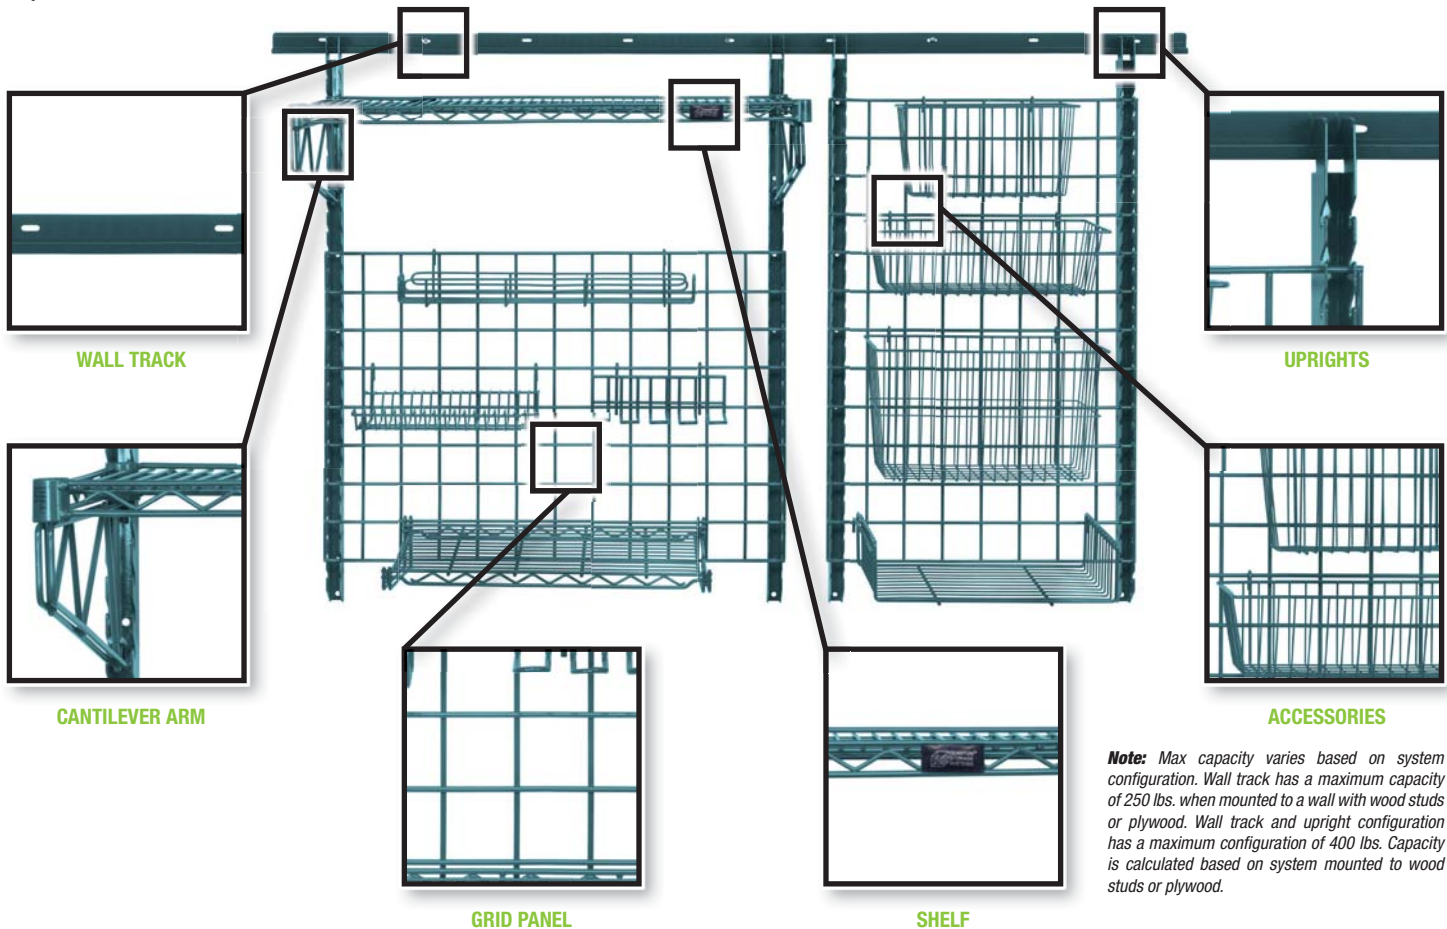 WALL TRACK
UPRIGHTS
CANTILEVER ARM
ACCESSORIES
Note: Max capacity varies based on system
configuration. Wall track has a maximum capacity
of 250 lbs. when mounted to a wall with wood studs
or plywood. Wall track and upright configuration
has a maximum configuration of 400 lbs. Capacity
is calculated based on system mounted to wood
studs or plywood.
GRID PANEL
SHELF